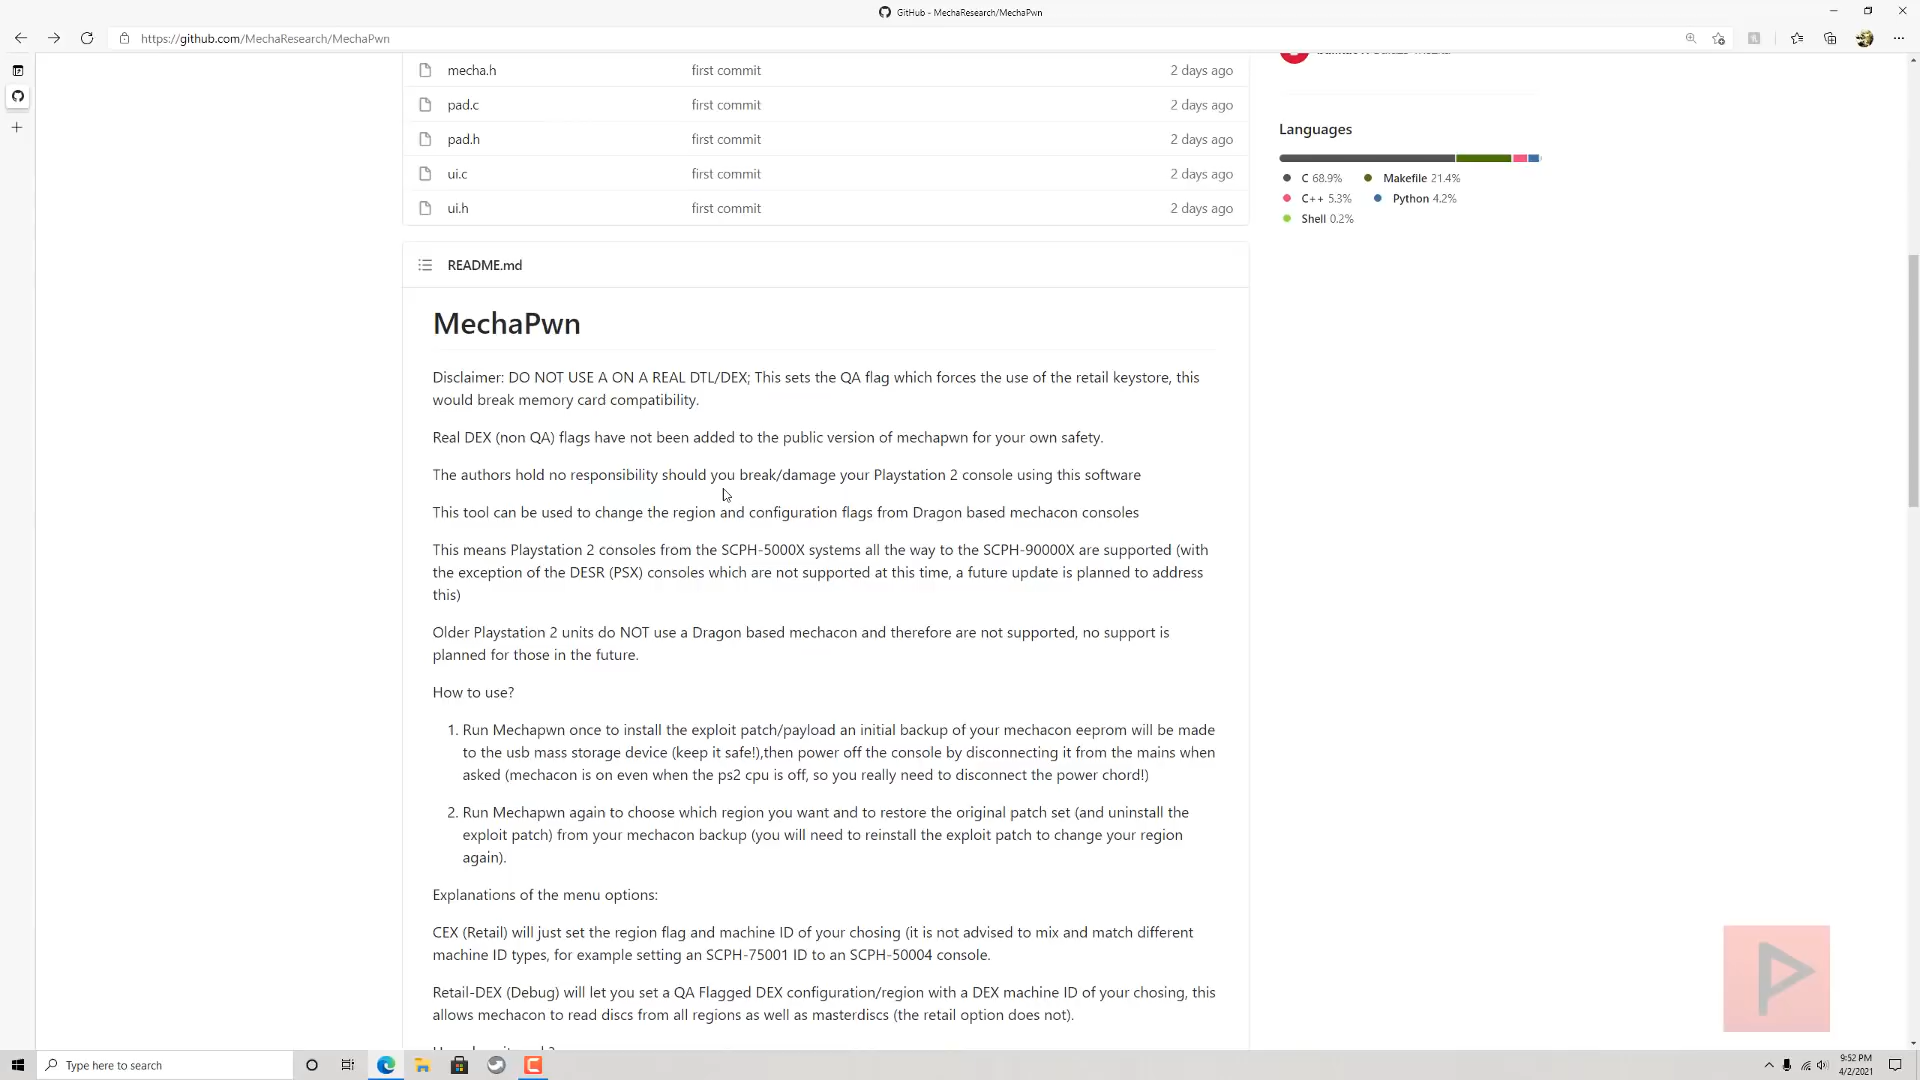 GitHub - MechaResearch/MechaPwn
https://github.com/MechaResearch/MechaPwn
mecha.h first commit 2 days ago
pad.c first commit 2 days ago
pad.h first commit 2 days ago
ui.c first commit 2 days ago
ui.h first commit 2 days ago
Languages
C 68.9% Makefile 21.4%
C++ 5.3% Python 4.2%
Shell 0.2%
README.md
MechaPwn
Disclaimer: DO NOT USE A ON A REAL DTL/DEX; This sets the QA flag which forces the use of the retail keystore, this
would break memory card compatibility.
Real DEX (non QA) flags have not been added to the public version of mechapwn for your own safety.
The authors hold no responsibility should you break/damage your Playstation 2 console using this software
This tool can be used to change the region and configuration flags from Dragon based mechacon consoles
This means Playstation 2 consoles from the SCPH-5000X systems all the way to the SCPH-90000X are supported (with
the exception of the DESR (PSX) consoles which are not supported at this time, a future update is planned to address
this)
Older Playstation 2 units do NOT use a Dragon based mechacon and therefore are not supported, no support is
planned for those in the future.
How to use?
1. Run Mechapwn once to install the exploit patch/payload an initial backup of your mechacon eeprom will be made
to the usb mass storage device (keep it safe!),then power off the console by disconnecting it from the mains when
asked (mechacon is on even when the ps2 cpu is off, so you really need to disconnect the power chord!)
2. Run Mechapwn again to choose which region you want and to restore the original patch set (and uninstall the
exploit patch) from your mechacon backup (you will need to reinstall the exploit patch to change your region
again).
Explanations of the menu options:
CEX (Retail) will just set the region flag and machine ID of your chosing (it is not advised to mix and match different
machine ID types, for example setting an SCPH-75001 ID to an SCPH-50004 console.
Retail-DEX (Debug) will let you set a QA Flagged DEX configuration/region with a DEX machine ID of your chosing, this
allows mechacon to read discs from all regions as well as masterdiscs (the retail option does not).
Type here to search
9:52 PM
4/2/2021